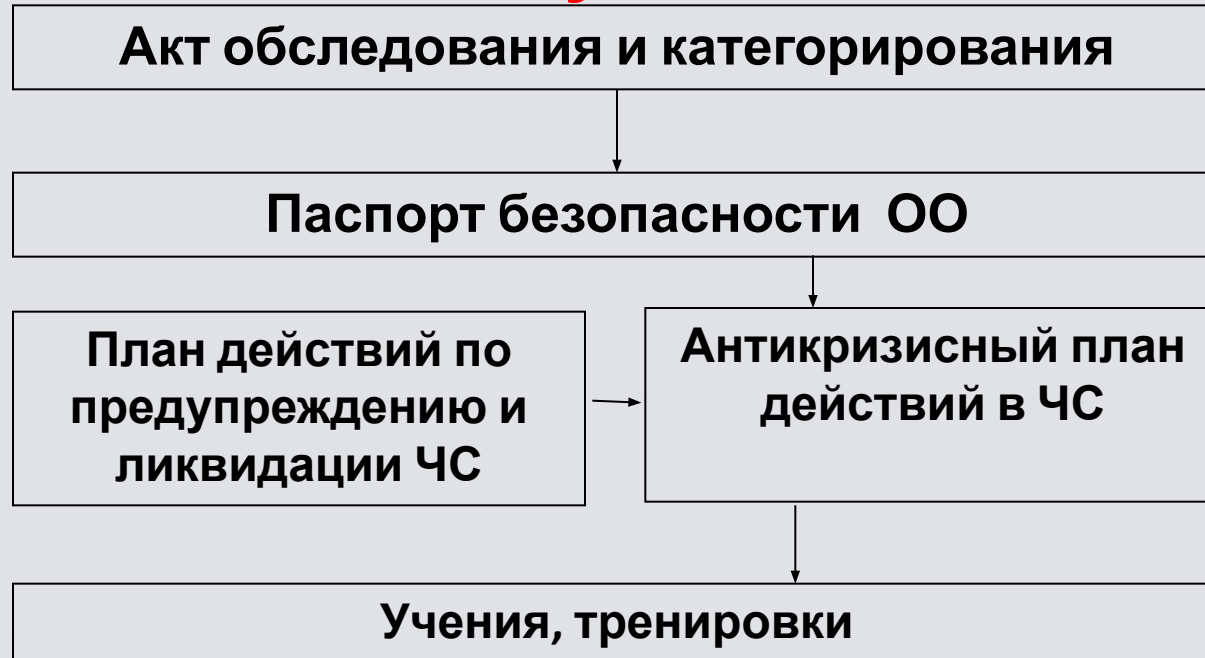 Акт обследования и категорирования
Паспорт безопасности ОО
План действий по
предупреждению и
ликвидации ЧС
Антикризисный план
действий в ЧС
Учения, тренировки